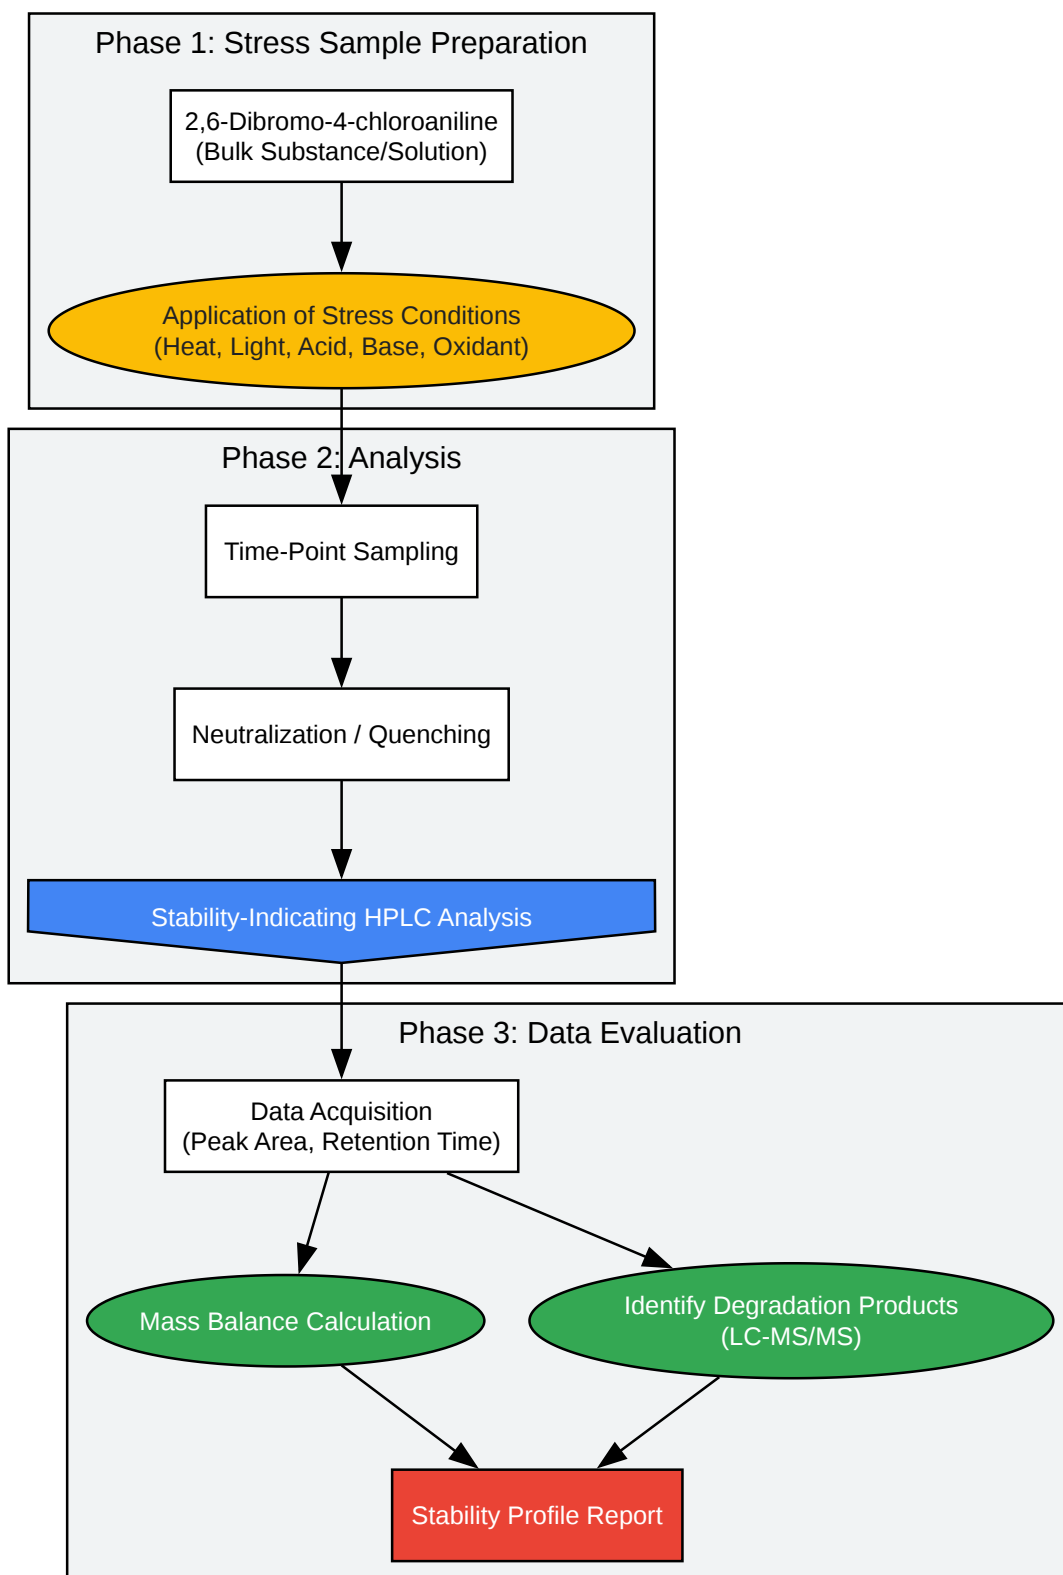 Phase 1: Stress Sample Preparation
2,6-Dibromo-4-chloroaniline
(Bulk Substance/Solution)
Application of Stress Conditions
(Heat, Light, Acid, Base, Oxidant)
Phase 2: Analysis
Time-Point Sampling
Neutralization / Quenching
Stability-Indicating HPLC Analysis
Phase 3: Data Evaluation
Data Acquisition
(Peak Area, Retention Time)
Mass Balance Calculation
Identify Degradation Products
(LC-MS/MS)
Stability Profile Report